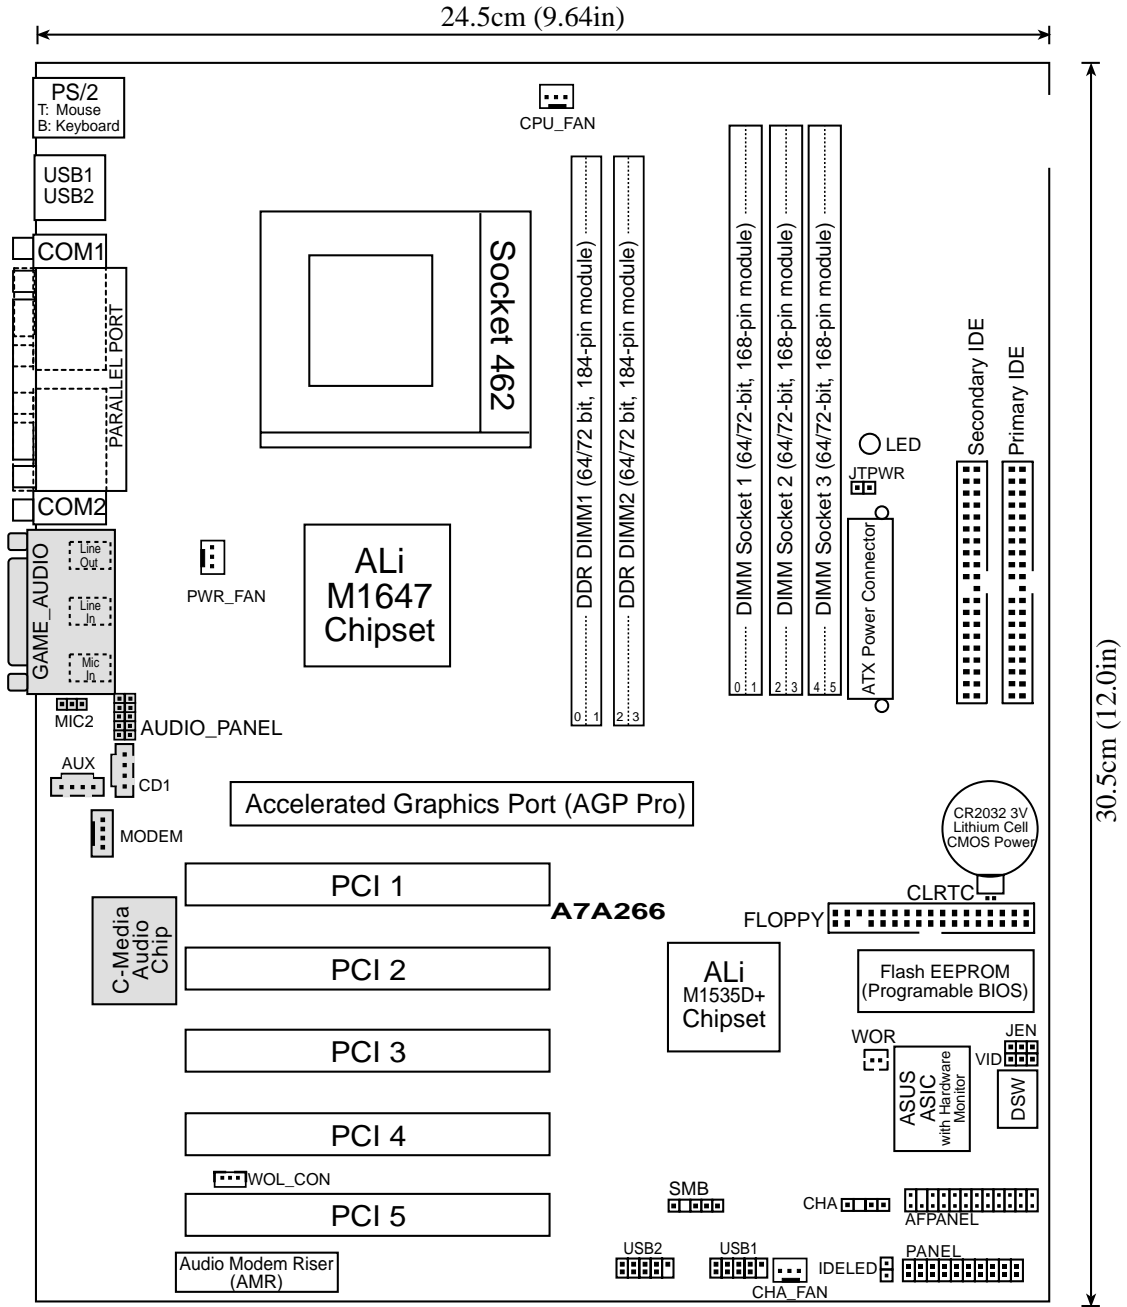 24.5cm (9.64in)
PS/2
T: Mouse
B: Keyboard
CPU_FAN
USB1
USB2
COM1
PARALLEL PORT
COM2
Socket 462
DDR DIMM1 (64/72 bit, 184-pin module)
0 1
DDR DIMM2 (64/72 bit, 184-pin module)
2 3
DIMM Socket 1 (64/72-bit, 168-pin module)
0 1
DIMM Socket 2 (64/72-bit, 168-pin module)
2 3
DIMM Socket 3 (64/72-bit, 168-pin module)
4 5
Secondary IDE
Primary IDE
LED
JTPWR
ATX Power Connector
30.5cm (12.0in)
GAME_AUDIO
Line
Out
Line
In
Mic
In
PWR_FAN
ALi
M1647
Chipset
MIC2
AUDIO_PANEL
AUX
CD1
MODEM
Accelerated Graphics Port (AGP Pro)
CR2032 3V
Lithium Cell
CMOS Power
CLRTC
FLOPPY
PCI 1
A7A266
C-Media
Audio
Chip
PCI 2
ALi
M1535D+
Chipset
Flash EEPROM
(Programable BIOS)
PCI 3
WOR
JEN
VID
ASUS
ASIC
with Hardware
Monitor
DSW
PCI 4
WOL_CON
PCI 5
SMB
CHA
AFPANEL
Audio Modem Riser
(AMR)
USB2
USB1
CHA_FAN
IDELED
PANEL